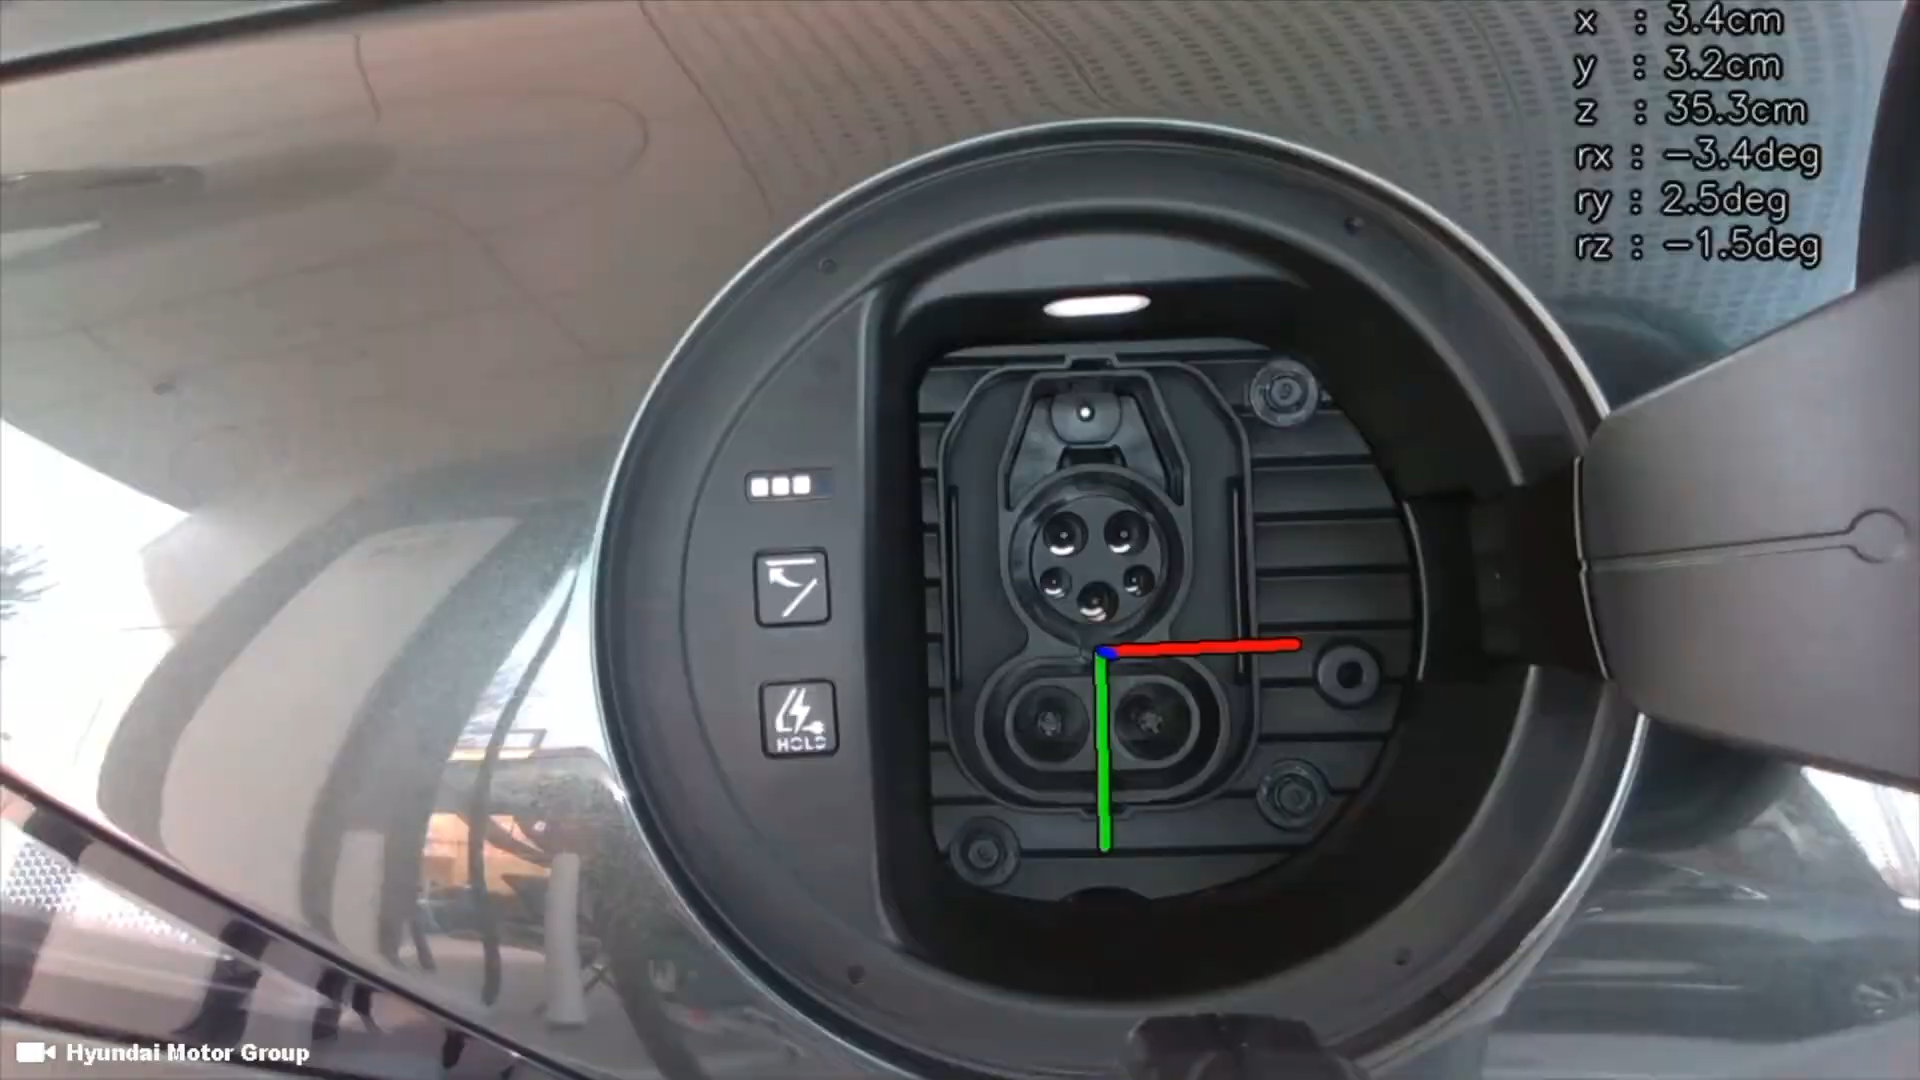 x : 3.4cm
y : 3.2cm
z : 35.3cm
rx : -3.4deg
ry : 2.5deg
rz : -1.5deg
HOLD
Hyundai Motor Group